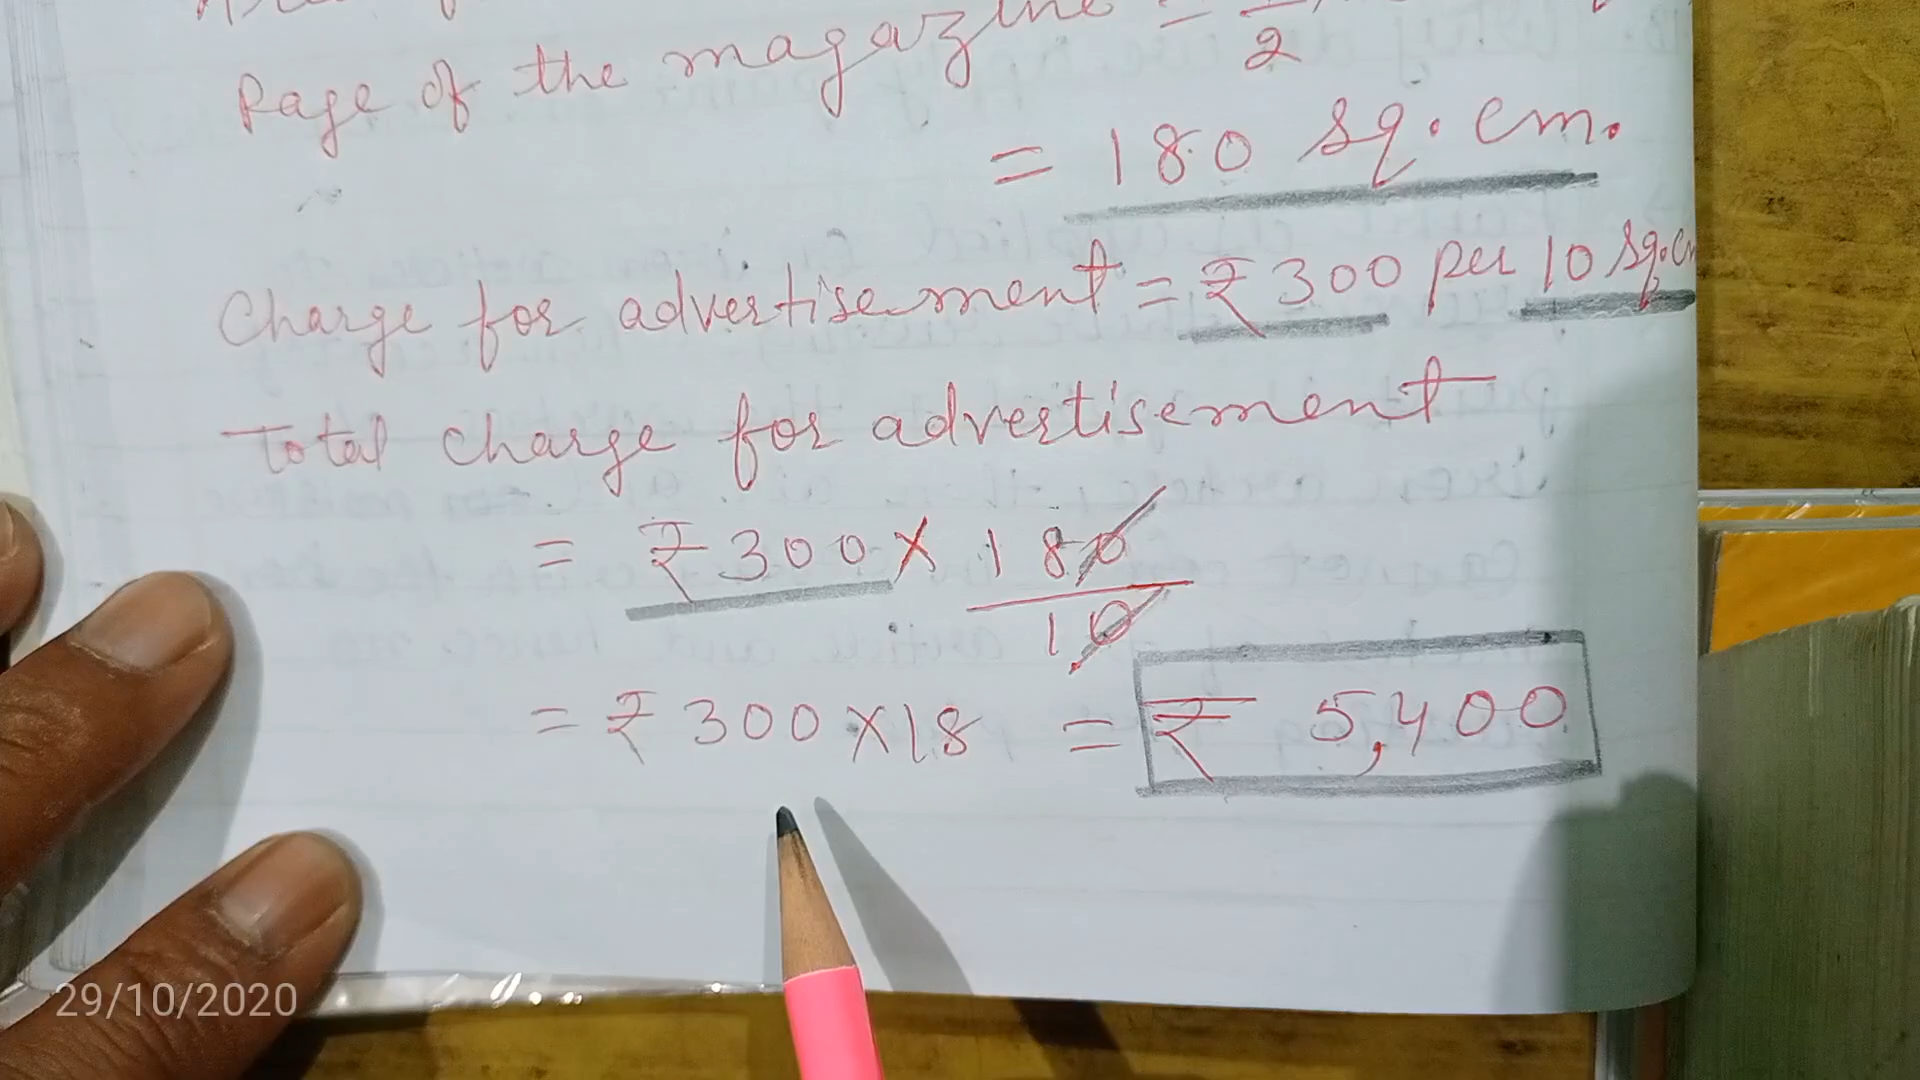 Page of the magazine = 1/2
= 180 sq. cm.
Charge for advertisement = ₹ 300 per 10 sq.cm
Total charge for advertisement
= ₹ 300 × 180/10
= ₹ 300 × 18 = ₹ 5,400
29/10/2020